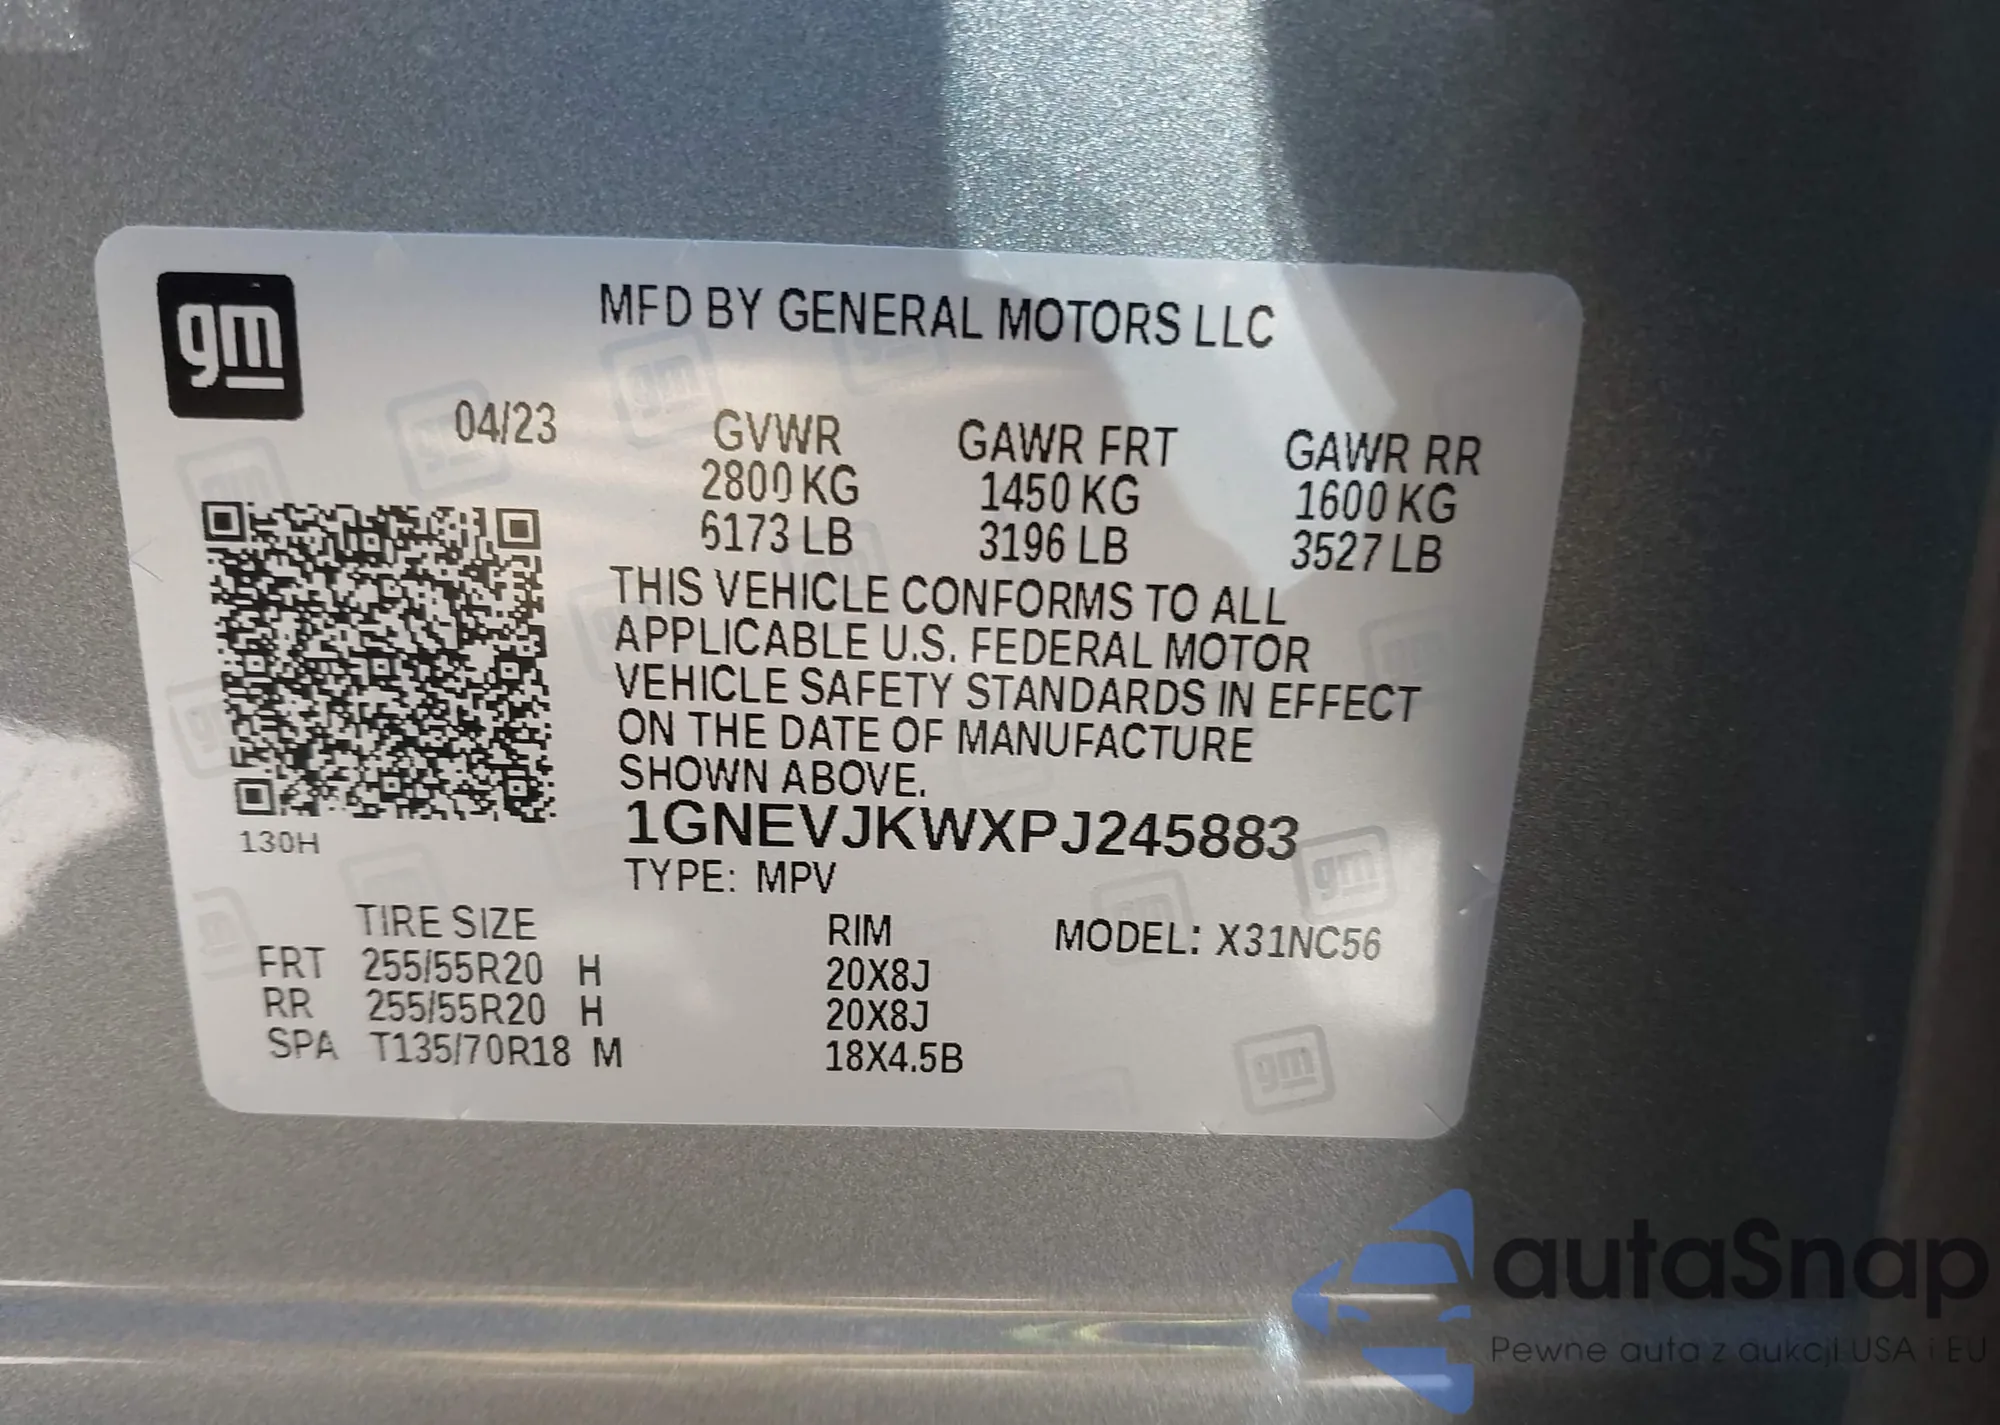 gm
MFD BY GENERAL MOTORS LLC
04/23 GVWR GAWR FRT GAWR RR
2800 KG 1450 KG 1600 KG
6173 LB 3196 LB 3527 LB
THIS VEHICLE CONFORMS TO ALL
APPLICABLE U.S. FEDERAL MOTOR
VEHICLE SAFETY STANDARDS IN EFFECT
ON THE DATE OF MANUFACTURE
SHOWN ABOVE.
1GNEVJKWXPJ245883
130H
TYPE: MPV
TIRE SIZE RIM MODEL: X31NC56
FRT 255/55R20 H 20X8J
RR 255/55R20 H 20X8J
SPA T135/70R18 M 18X4.5B
autaSnap
Pewne auta z aukcji USA i EU